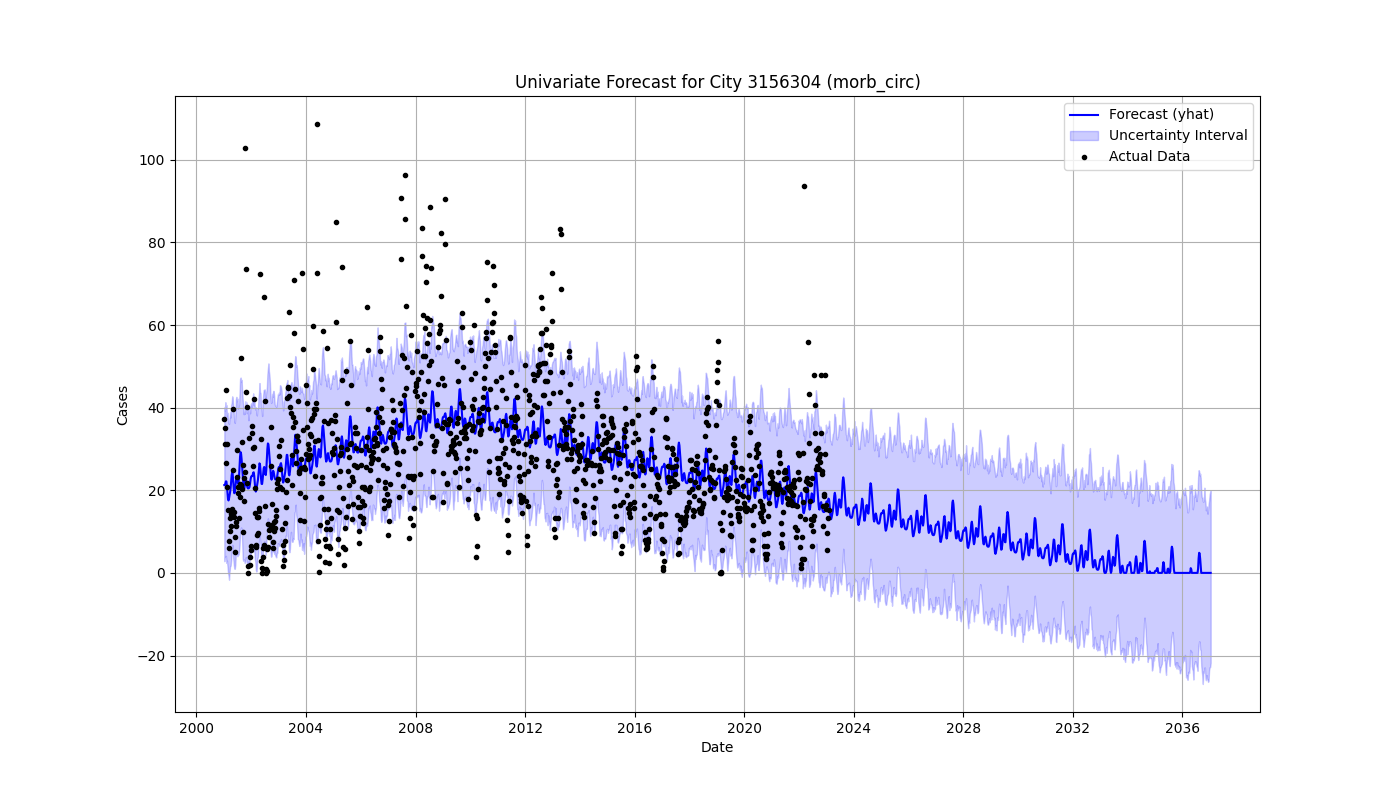 Univariate Forecast for City 3156304 (morb_circ)
Forecast (yhat)
Uncertainty Interval
Actual Data
Cases
100
80
60
40
20
0
−20
2000 2004 2008 2012 2016 2020 2024 2028 2032 2036
Date